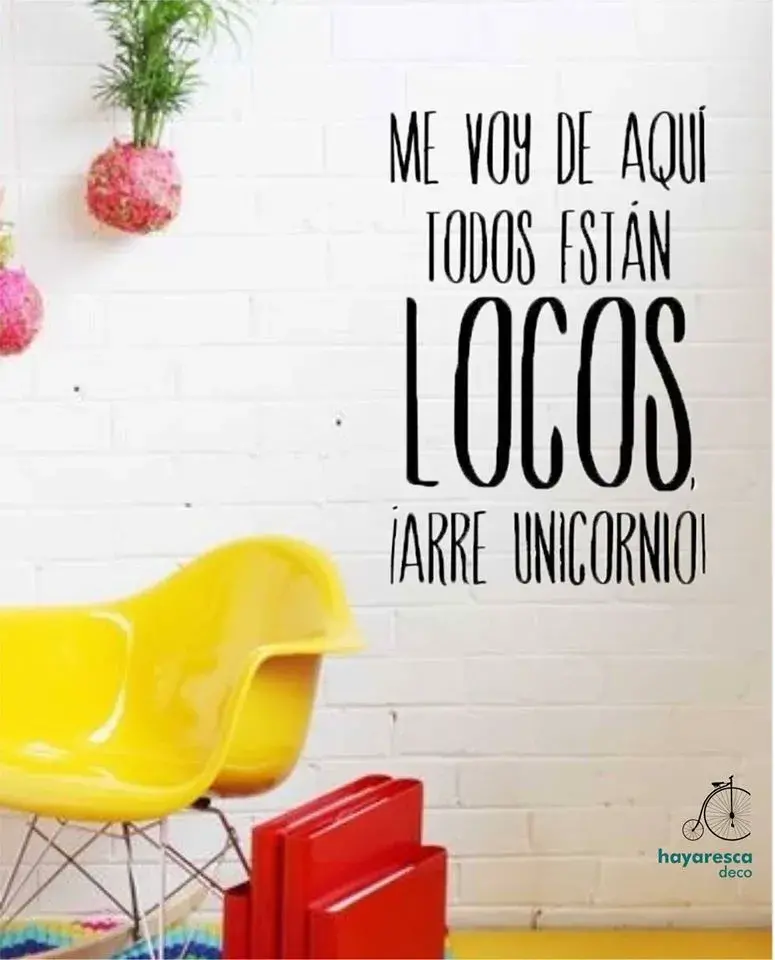 ME VOY DE AQUÍ
TODOS ESTÁN
LOCOS,
¡ARRE UNICORNIO!
hayaresca
deco